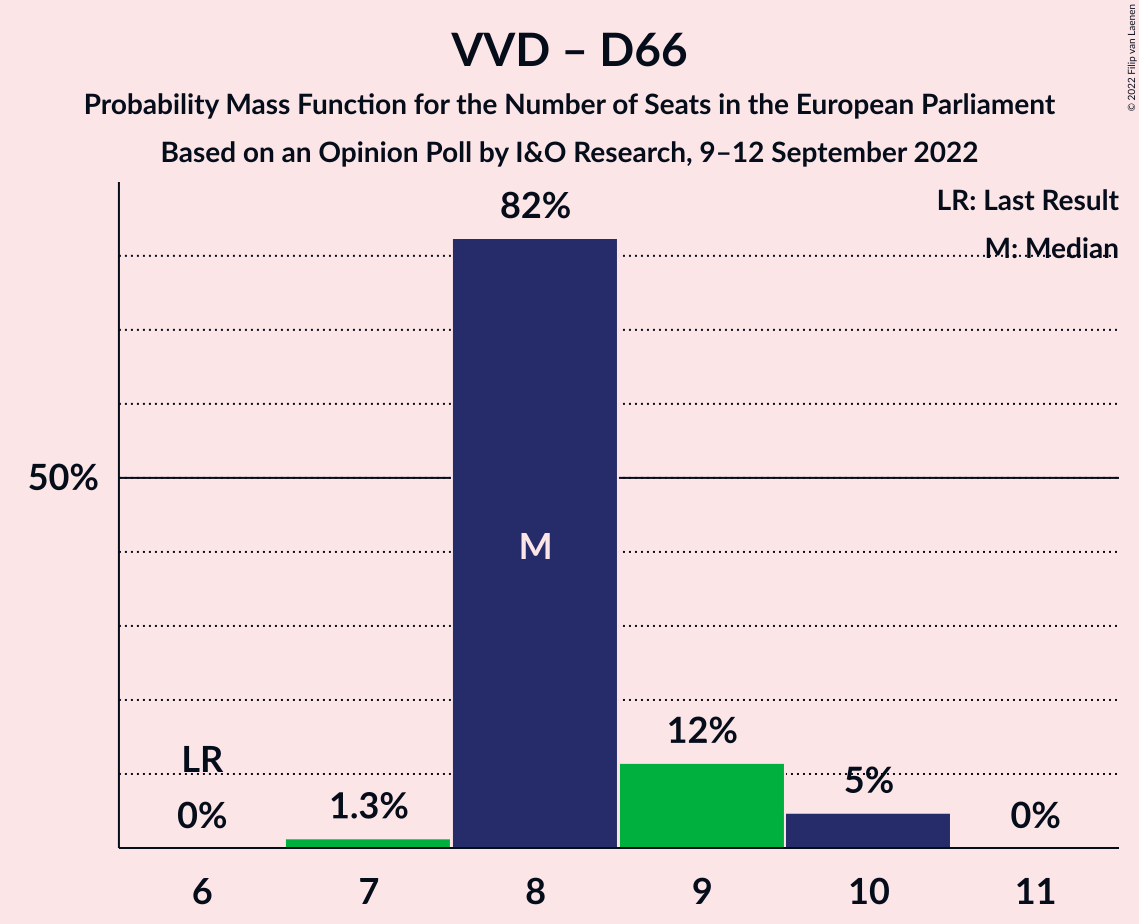 VVD – D66
Probability Mass Function for the Number of Seats in the European Parliament
Based on an Opinion Poll by I&O Research, 9–12 September 2022
© 2022 Filip van Laenen
LR: Last Result
M: Median
82%
50%
M
LR
12%
5%
1.3%
0%
0%
6 7 8 9 10 11